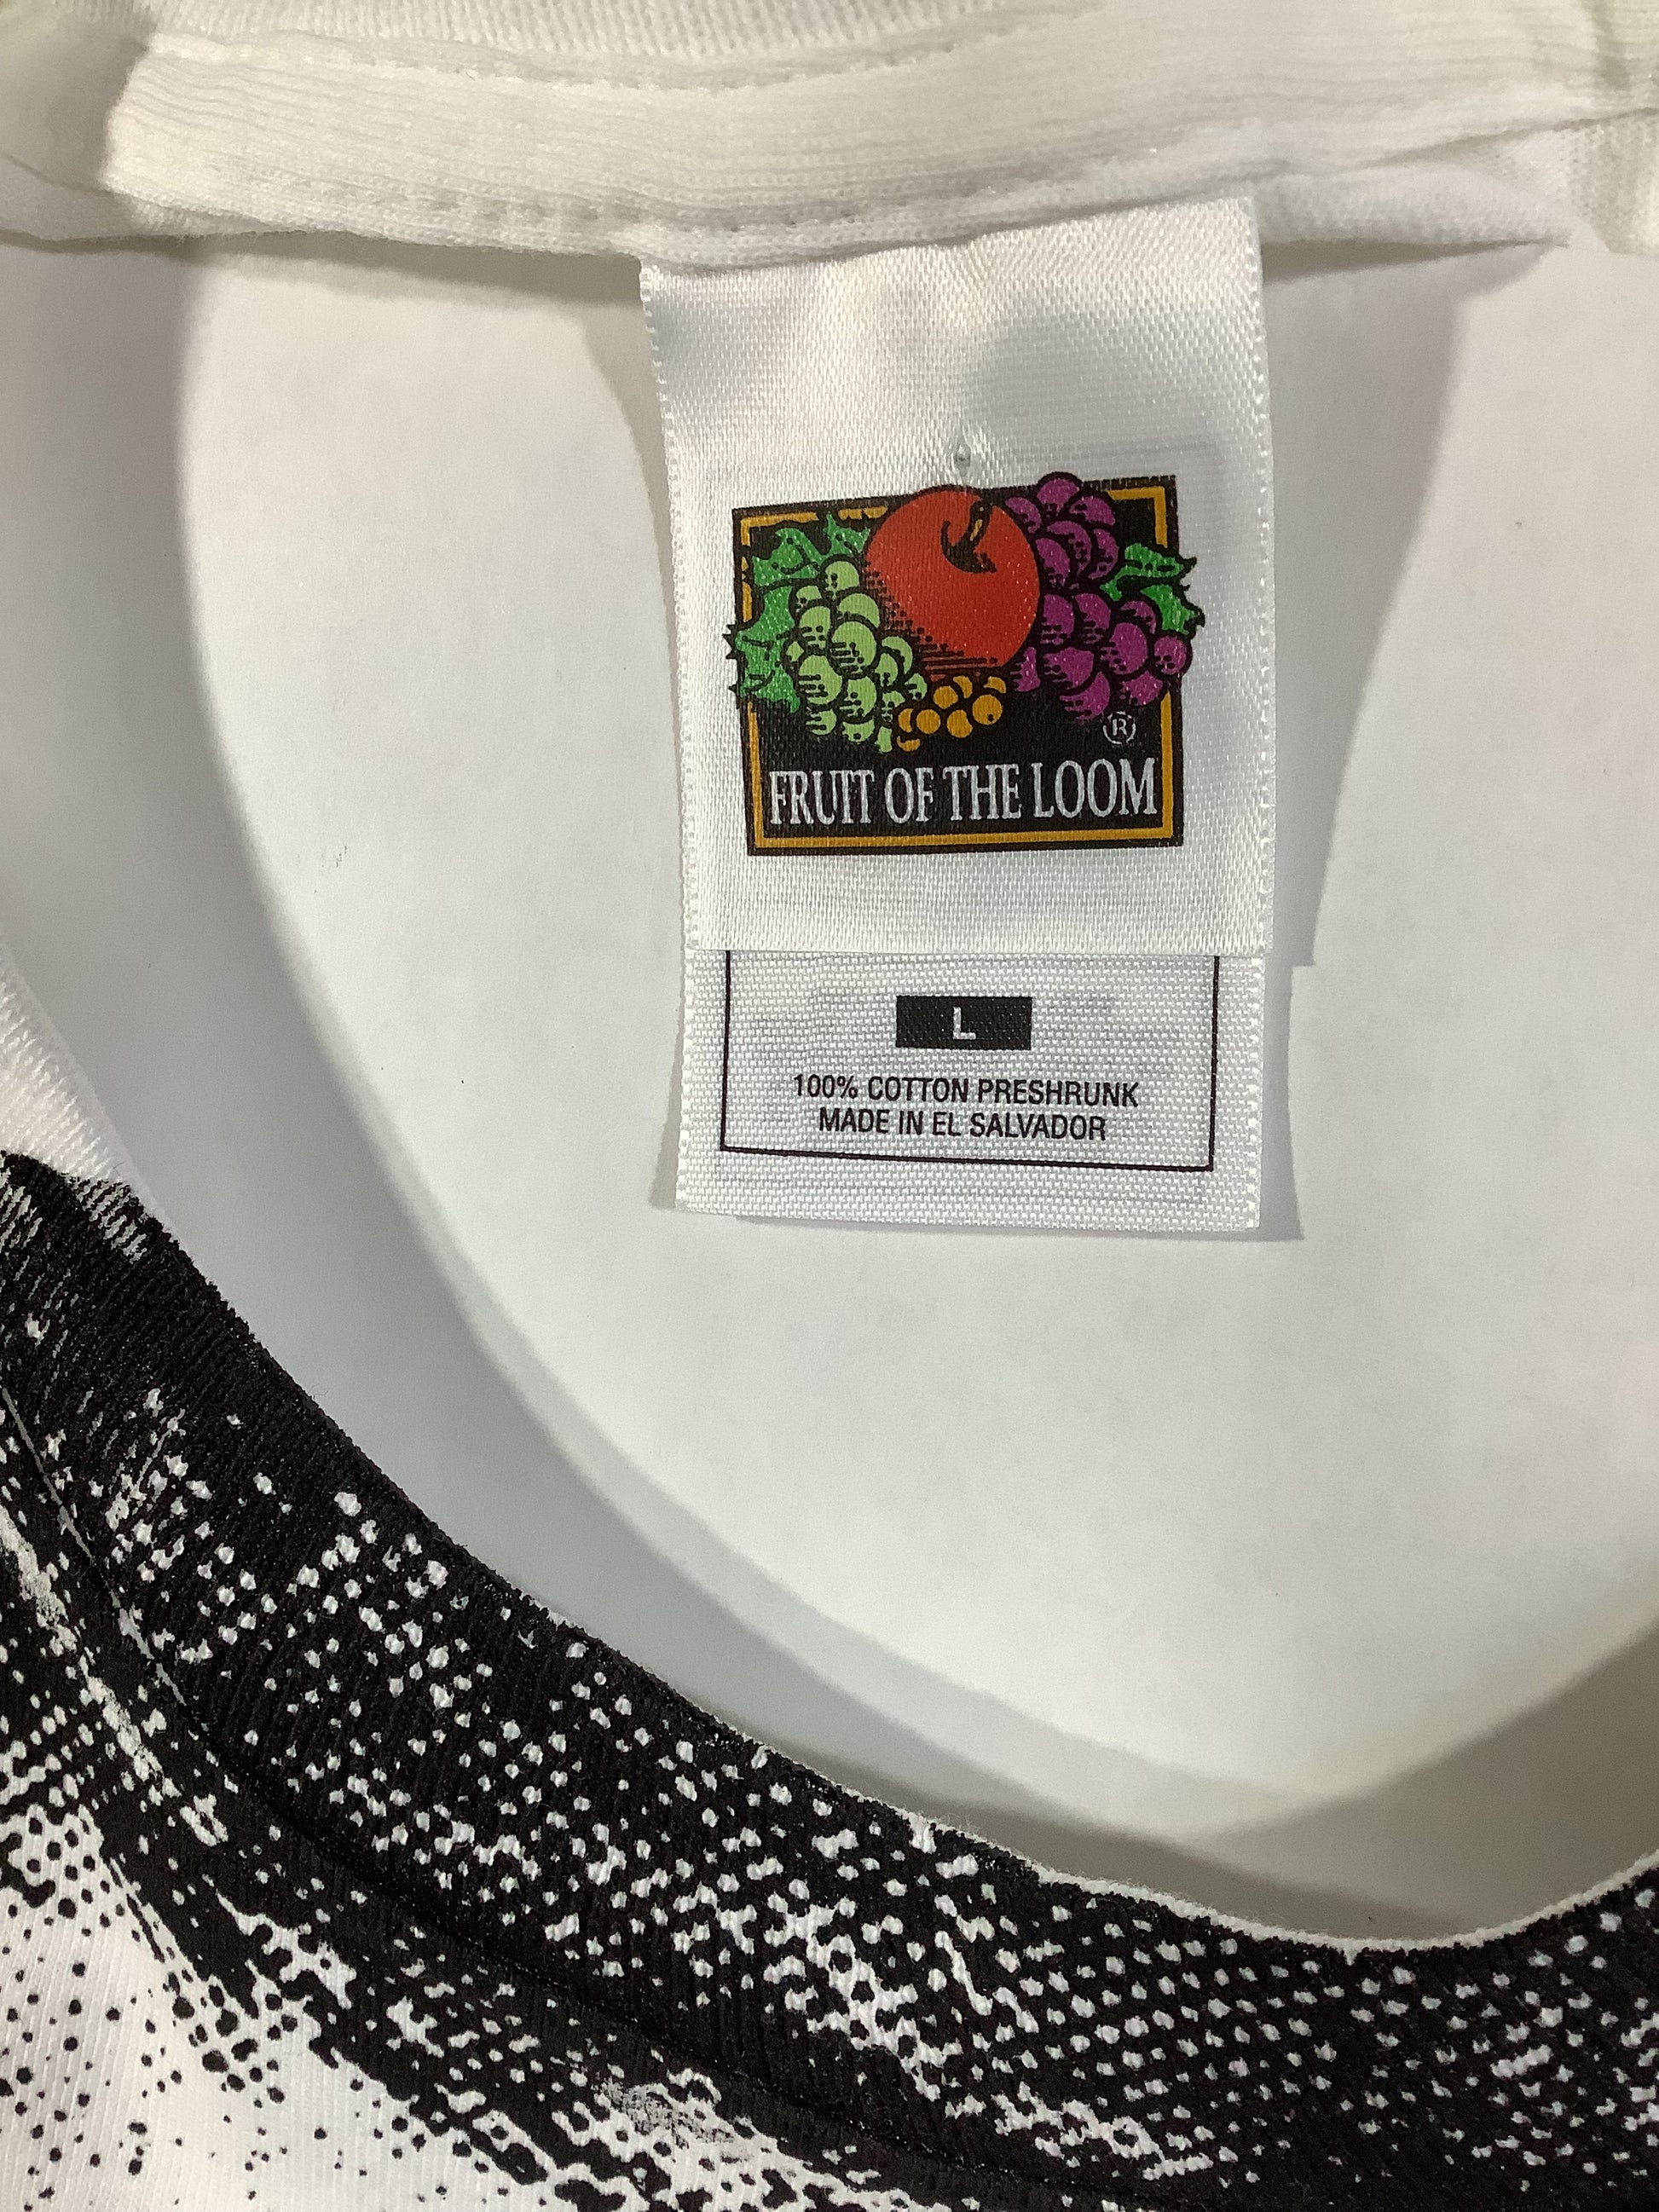 ®
FRUIT OF THE LOOM
L
100% COTTON PRESHRUNK
MADE IN EL SALVADOR